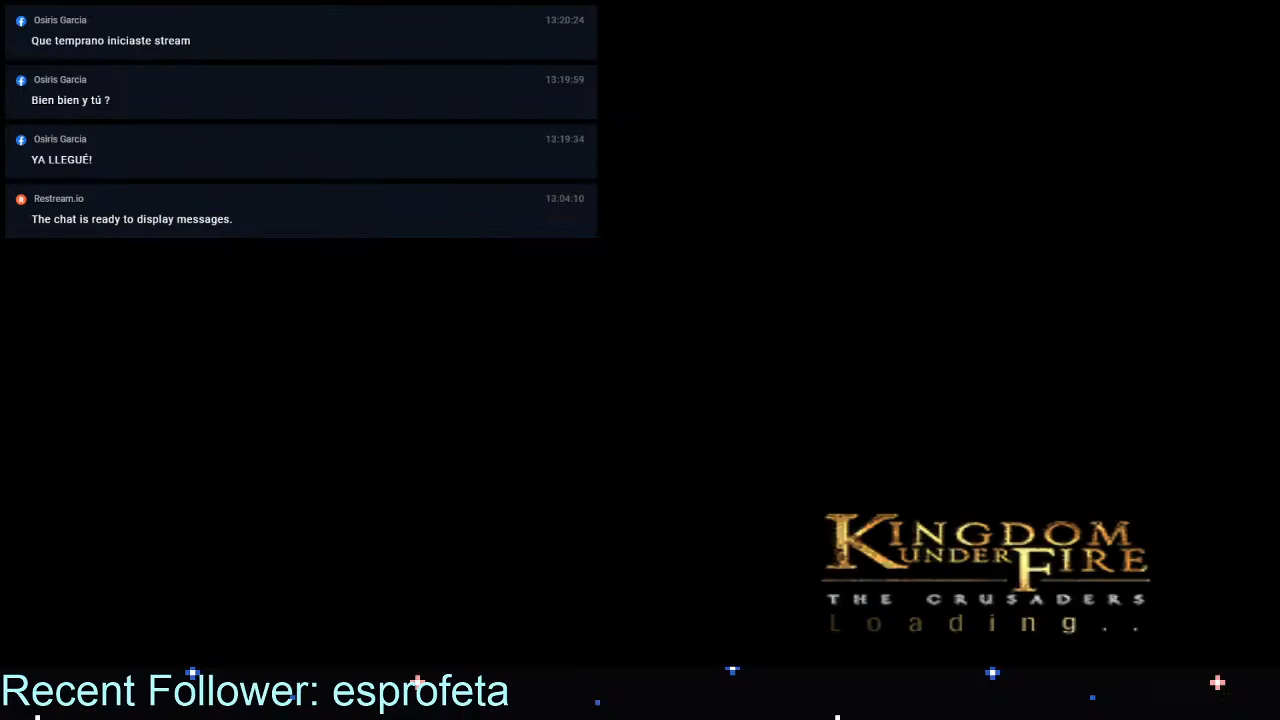 Osiris Garcia 13:20:24
Que temprano iniciaste stream
Osiris Garcia 13:19:59
Bien bien y tú ?
Osiris Garcia 13:19:34
YA LLEGUÉ!
Restream.io 13:04:10
The chat is ready to display messages.
KINGDOM
UNDER FIRE
THE CRUSADERS
Loading..
Recent Follower: esprofeta